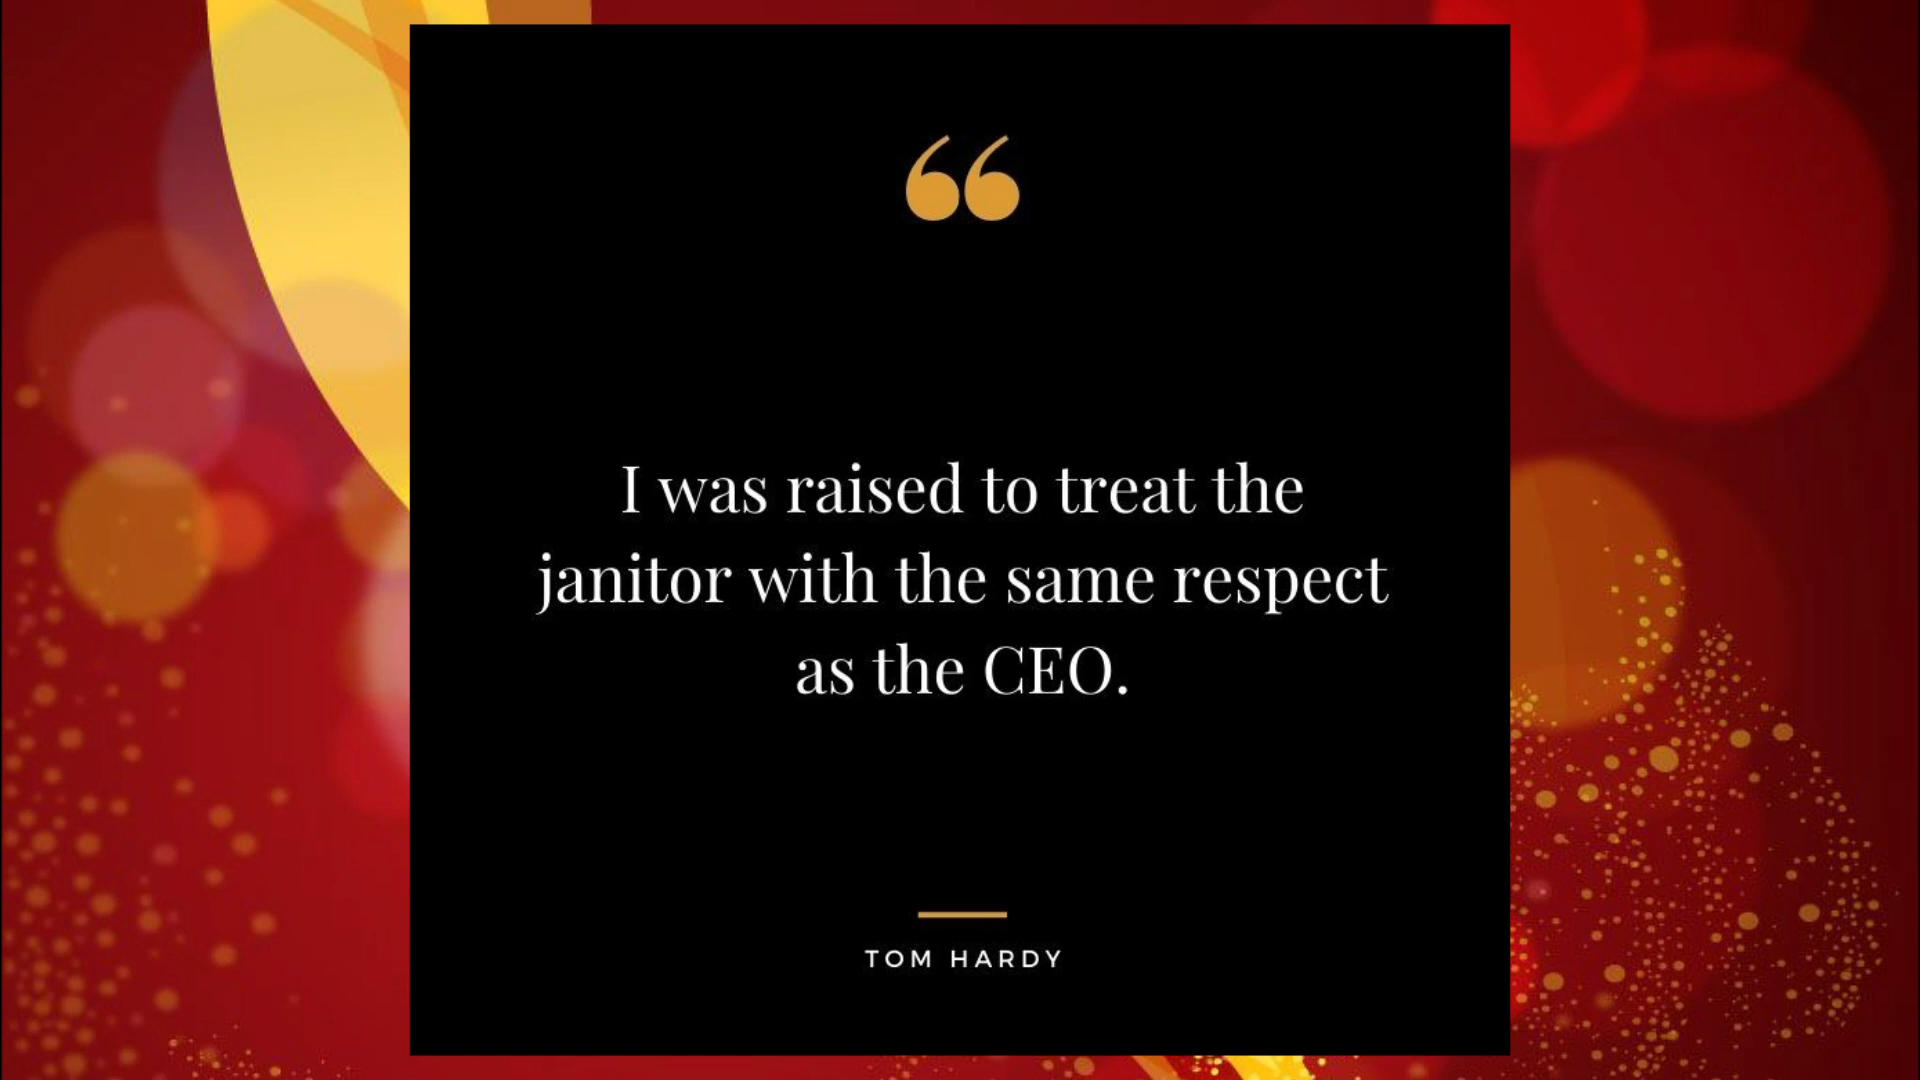 “
I was raised to treat the
janitor with the same respect
as the CEO.
TOM HARDY